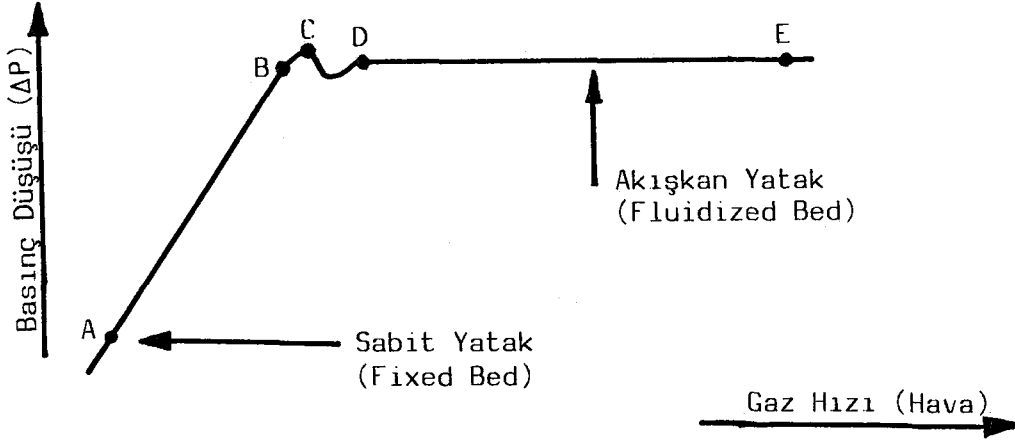 C
D
E
B
Basınç Düşüşü (ΔP)
Akışkan Yatak
(Fluidized Bed)
A
Sabit Yatak
(Fixed Bed)
Gaz Hızı (Hava)